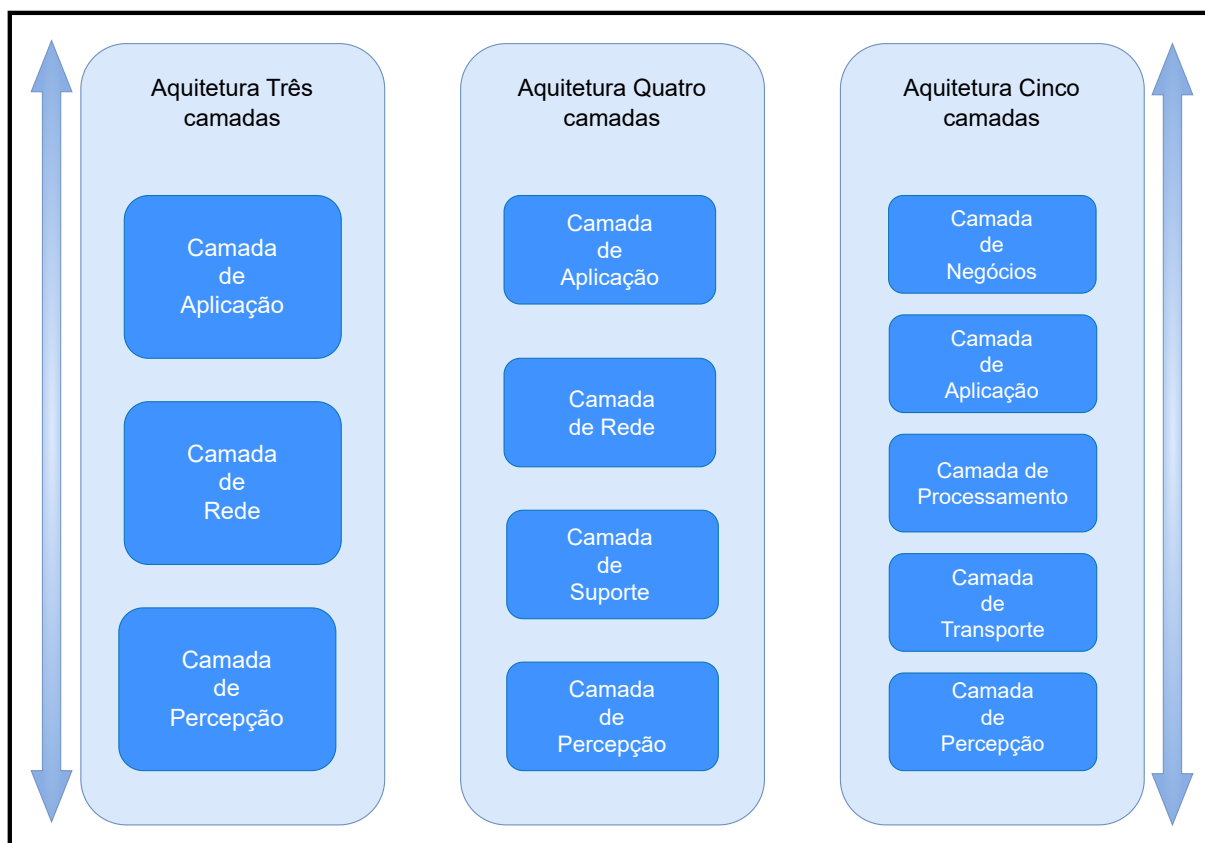 Aquitetura Três
camadas
Camada
de
Aplicação
Camada
de
Rede
Camada
de
Percepção
Aquitetura Quatro
camadas
Camada
de
Aplicação
Camada
de Rede
Camada
de
Suporte
Camada
de
Percepção
Aquitetura Cinco
camadas
Camada
de
Negócios
Camada
de
Aplicação
Camada de
Processamento
Camada
de
Transporte
Camada
de
Percepção